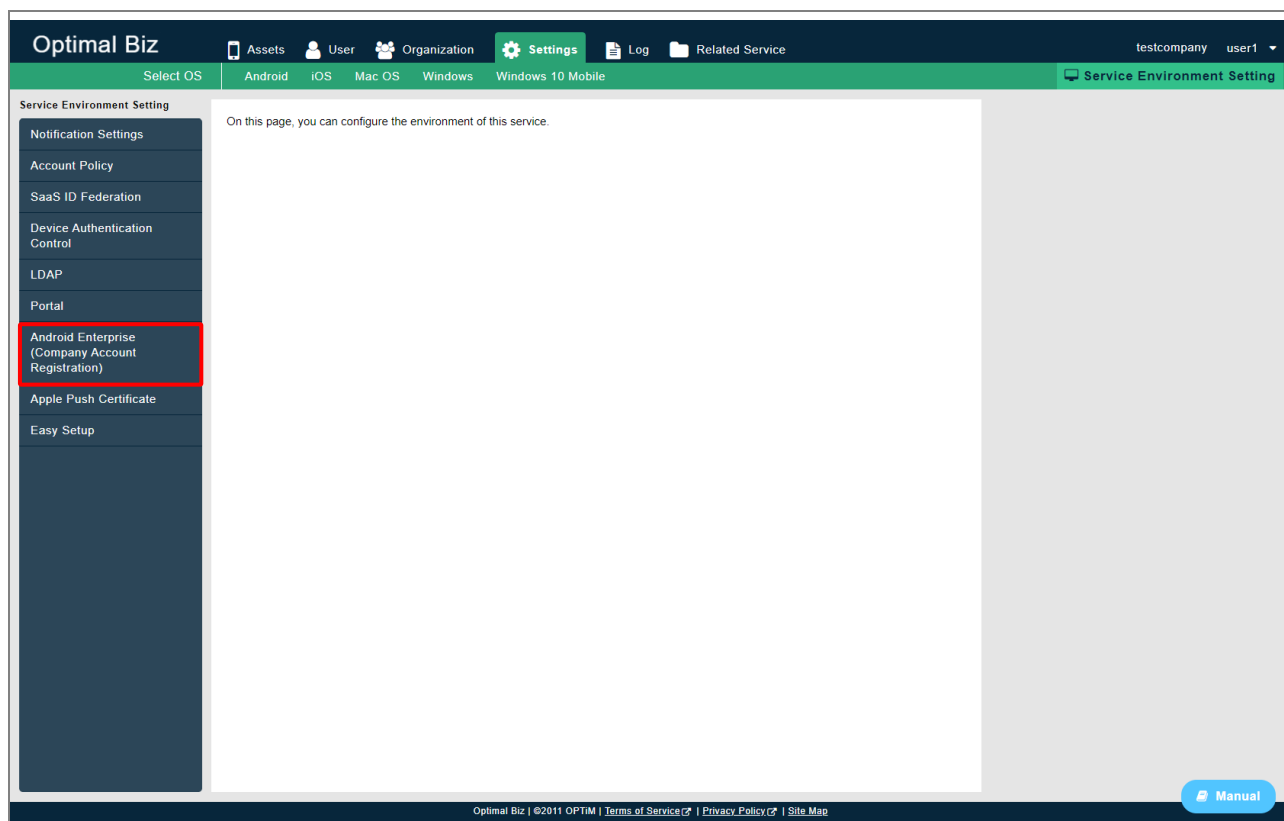 Optimal Biz
Assets User Organization Settings Log Related Service
testcompany user1
Select OS Android iOS Mac OS Windows Windows 10 Mobile
Service Environment Setting
Service Environment Setting
Notification Settings
Account Policy
SaaS ID Federation
Device Authentication
Control
LDAP
Portal
Android Enterprise
(Company Account
Registration)
Apple Push Certificate
Easy Setup
On this page, you can configure the environment of this service.
Manual
Optimal Biz | ©2011 OPTiM | Terms of Service | Privacy Policy | Site Map